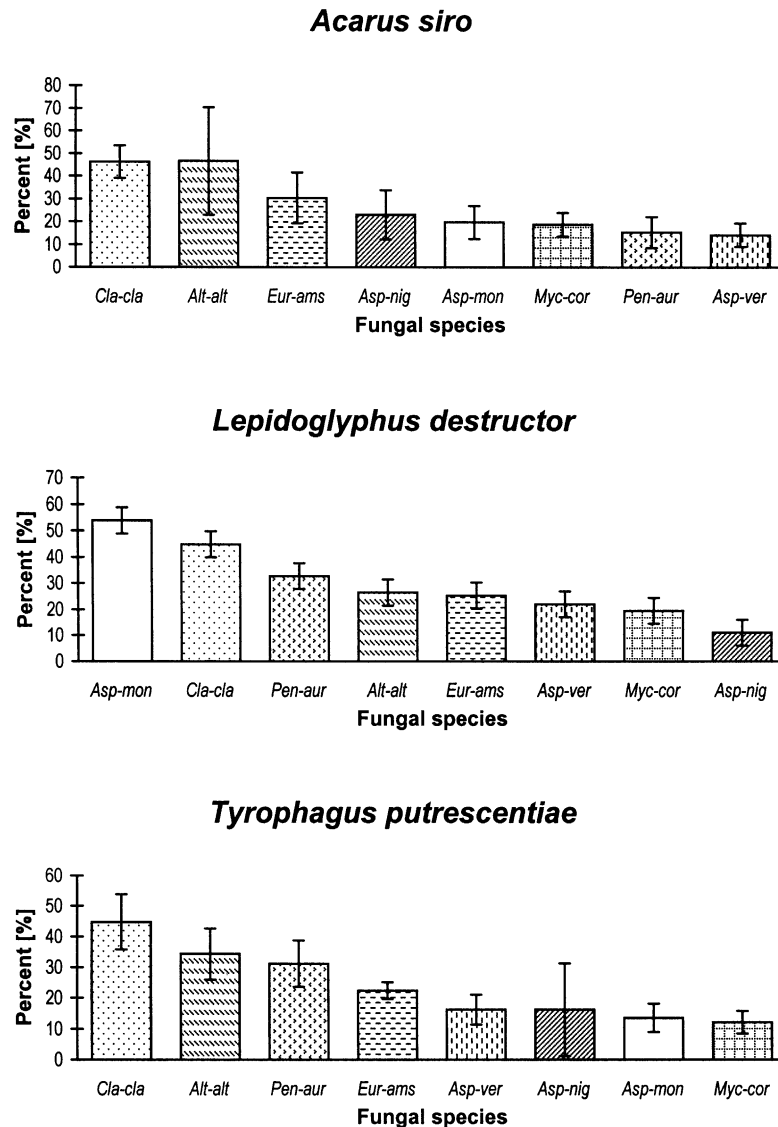 Acarus siro
Percent [%]
80
70
60
50
40
30
20
10
0
Cla-cla Alt-alt Eur-ams Asp-nig Asp-mon Myc-cor Pen-aur Asp-ver
Fungal species
Lepidoglyphus destructor
Percent [%]
70
60
50
40
30
20
10
0
Asp-mon Cla-cla Pen-aur Alt-alt Eur-ams Asp-ver Myc-cor Asp-nig
Fungal species
Tyrophagus putrescentiae
Percent [%]
60
50
40
30
20
10
0
Cla-cla Alt-alt Pen-aur Eur-ams Asp-ver Asp-nig Asp-mon Myc-cor
Fungal species